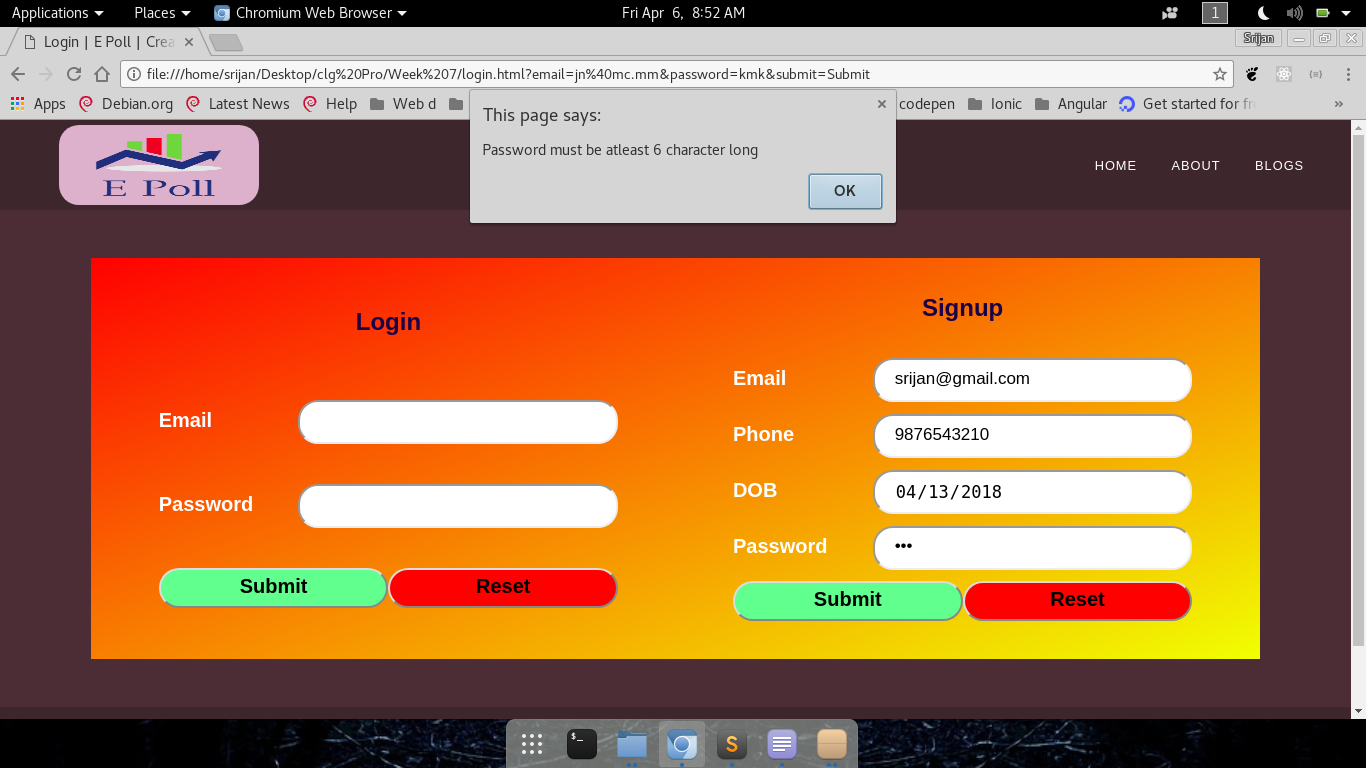 Applications Places Chromium Web Browser Fri Apr 6, 8:52 AM 1
Login | E Poll | Crea Srijan
file:///home/srijan/Desktop/clg%20Pro/Week%207/login.html?email=jn%40mc.mm&password=kmk&submit=Submit
Apps Debian.org Latest News Help Web d codepen Ionic Angular Get started for fr »
This page says:
Password must be atleast 6 character long
OK
E Poll
HOME ABOUT BLOGS
Login
Email
Password
Submit Reset
Signup
Email srijan@gmail.com
Phone 9876543210
DOB 04/13/2018
Password •••
Submit Reset
$_ S